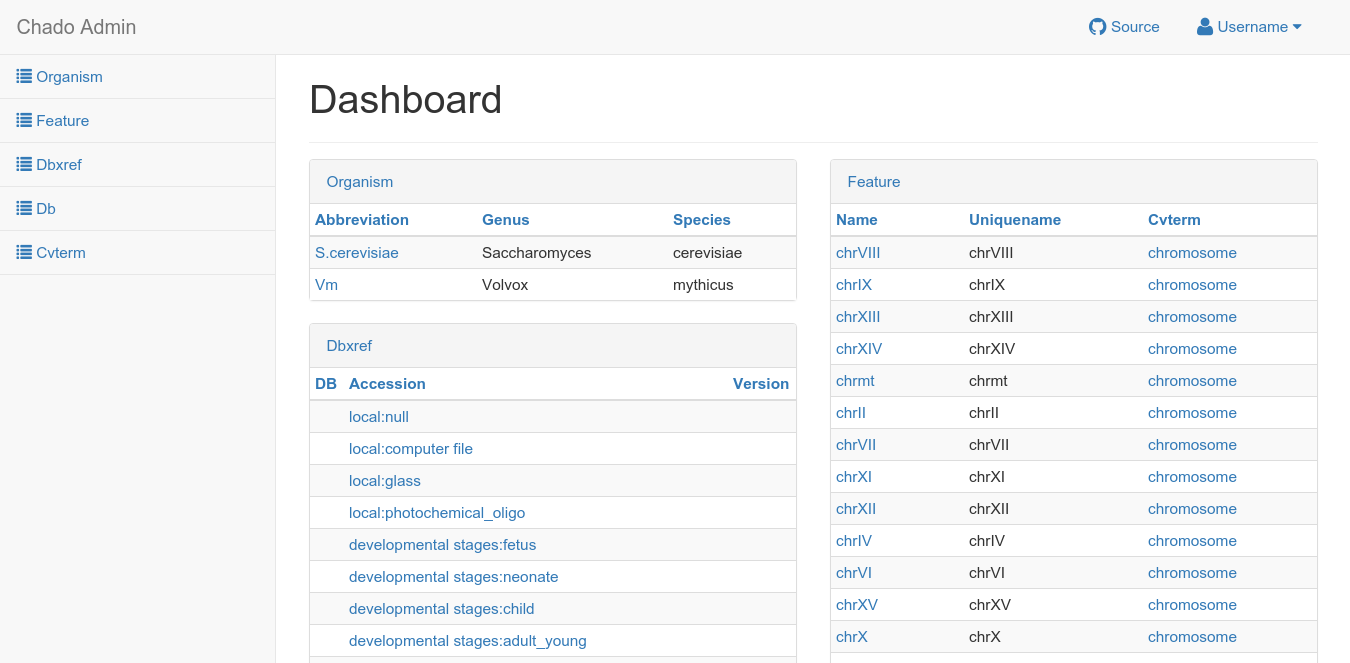 Chado Admin
Source
Username
Organism
Feature
Dbxref
Db
Cvterm
Dashboard
Organism
Abbreviation Genus Species
S.cerevisiae Saccharomyces cerevisiae
Vm Volvox mythicus
Dbxref
DB Accession Version
local:null
local:computer file
local:glass
local:photochemical_oligo
developmental stages:fetus
developmental stages:neonate
developmental stages:child
developmental stages:adult_young
Feature
Name Uniquename Cvterm
chrVIII chrVIII chromosome
chrIX chrIX chromosome
chrXIII chrXIII chromosome
chrXIV chrXIV chromosome
chrmt chrmt chromosome
chrII chrII chromosome
chrVII chrVII chromosome
chrXI chrXI chromosome
chrXII chrXII chromosome
chrIV chrIV chromosome
chrVI chrVI chromosome
chrXV chrXV chromosome
chrX chrX chromosome